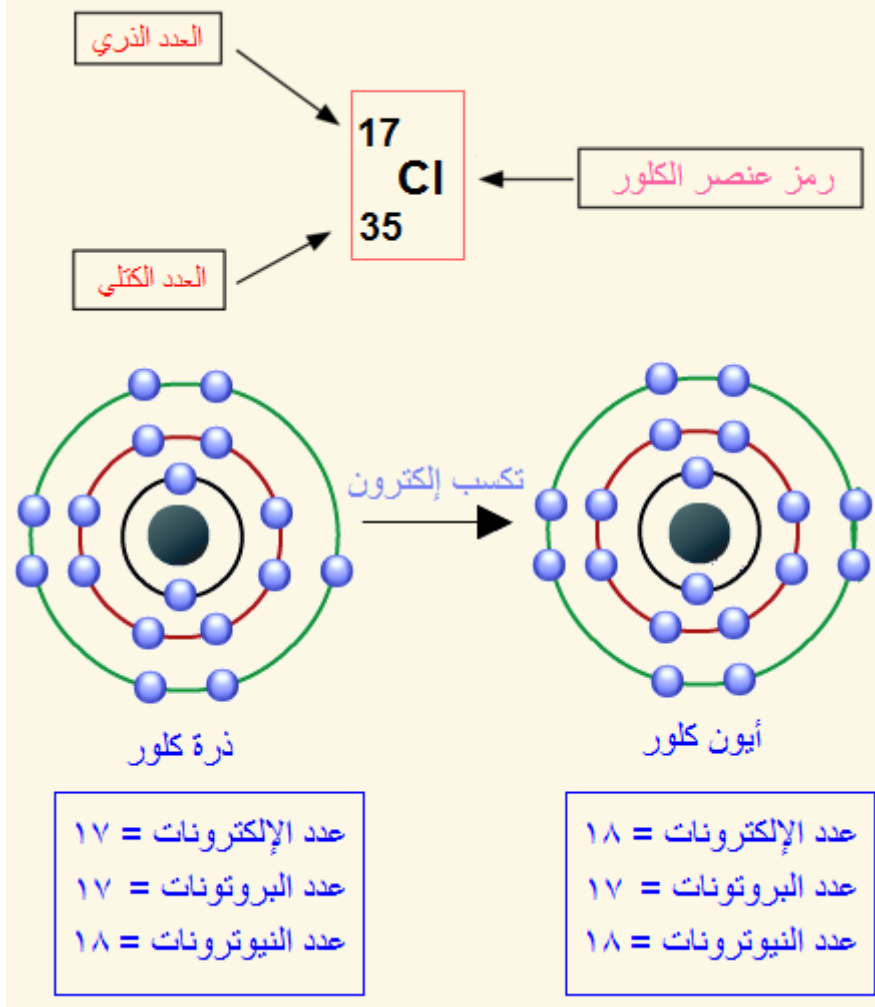 العدد الذري
17
Cl
رمز عنصر الكلور
35
العدد الكتلي
تكسب إلكترون
ذرة كلور
أيون كلور
عدد الإلكترونات = ١٧
عدد البروتونات = ١٧
عدد النيوترونات = ١٨
عدد الإلكترونات = ١٨
عدد البروتونات = ١٧
عدد النيوترونات = ١٨